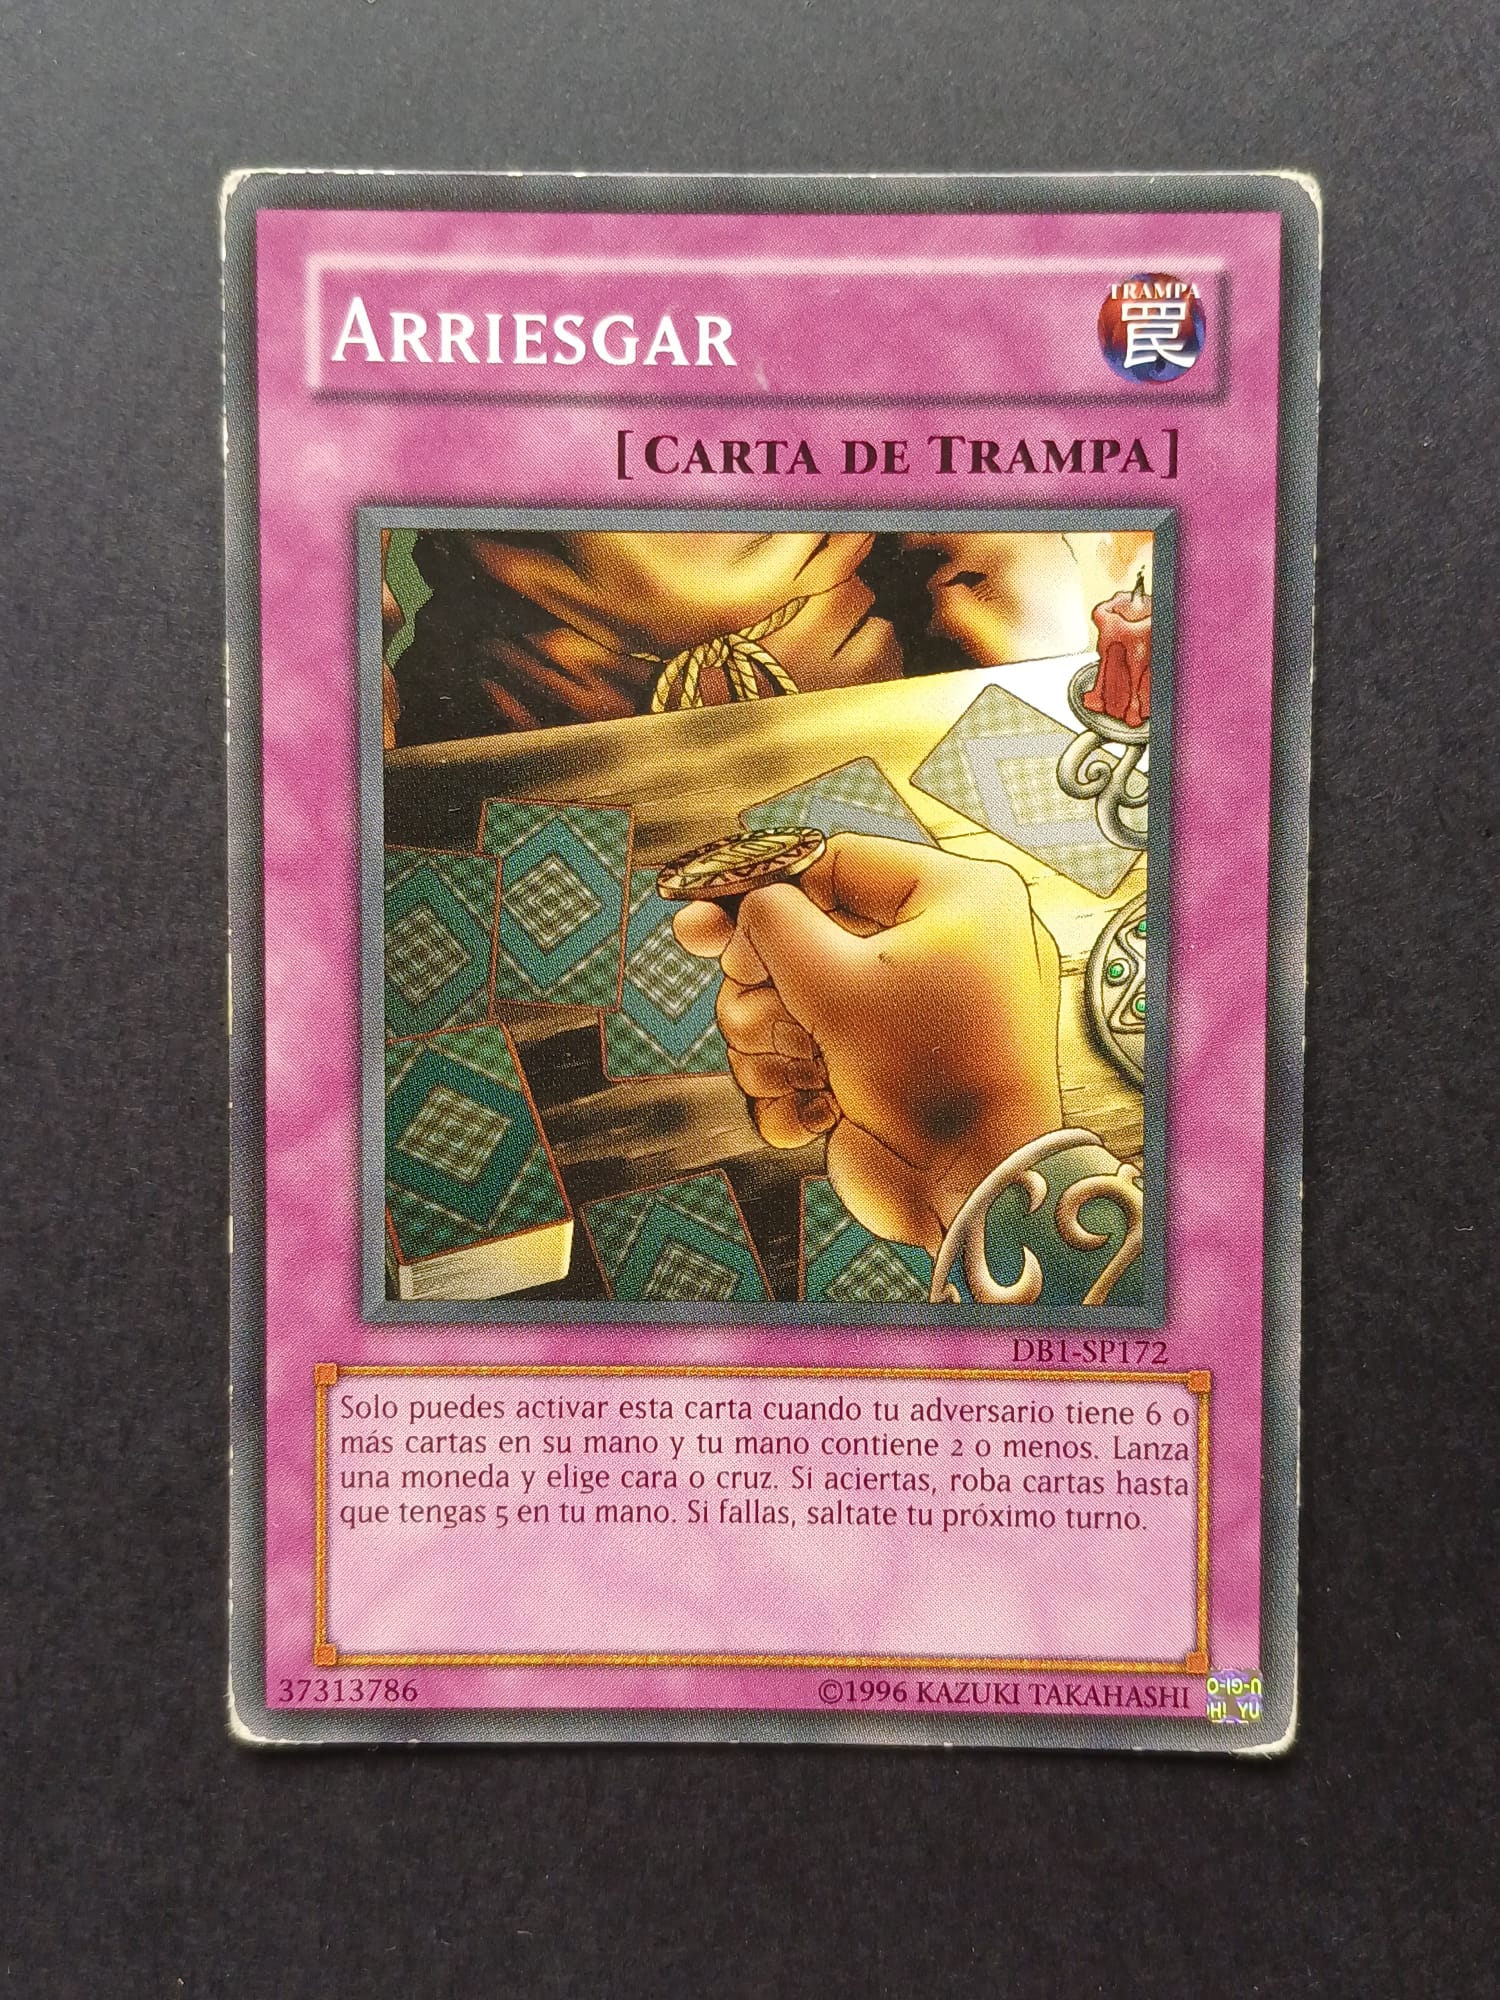 ARRIESGAR
TRAMPA
罠
[CARTA DE TRAMPA]
DB1-SP172
Solo puedes activar esta carta cuando tu adversario tiene 6 o
más cartas en su mano y tu mano contiene 2 o menos. Lanza
una moneda y elige cara o cruz. Si aciertas, roba cartas hasta
que tengas 5 en tu mano. Si fallas, saltate tu próximo turno.
37313786
©1996 KAZUKI TAKAHASHI